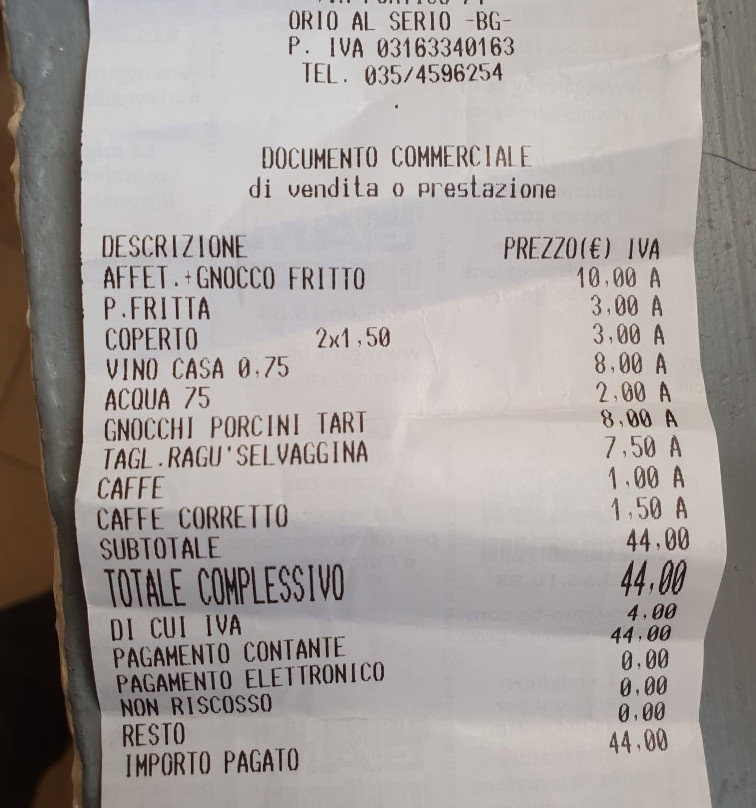 ORIO AL SERIO -BG-
P. IVA 03163340163
TEL. 035/4596254
.
DOCUMENTO COMMERCIALE
di vendita o prestazione
DESCRIZIONE PREZZO(€) IVA
AFFET.+GNOCCO FRITTO 10,00 A
P.FRITTA 3,00 A
COPERTO 2x1,50 3,00 A
VINO CASA 0,75 8,00 A
ACQUA 75 2,00 A
GNOCCHI PORCINI TART 8,00 A
TAGL.RAGU'SELVAGGINA 7,50 A
CAFFE 1,00 A
CAFFE CORRETTO 1,50 A
SUBTOTALE 44,00
TOTALE COMPLESSIVO 44,00
DI CUI IVA 4,00
PAGAMENTO CONTANTE 44,00
PAGAMENTO ELETTRONICO 0,00
NON RISCOSSO 0,00
RESTO 0,00
IMPORTO PAGATO 44,00